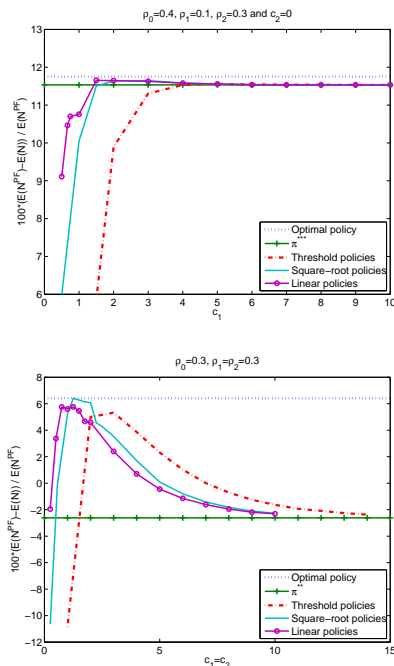 ρ0=0.4, ρ1=0.1, ρ2=0.3 and c2=0
13
12
11
10
9
8
7
6
100*(E(N^PF)−E(N)) / E(N^PF)
Optimal policy
π***
Threshold policies
Square−root policies
Linear policies
0 1 2 3 4 5 6 7 8 9 10
c1
ρ0=0.3, ρ1=ρ2=0.3
8
6
4
2
0
−2
−4
−6
−8
−10
−12
100*(E(N^PF)−E(N)) / E(N^PF)
Optimal policy
π**
Threshold policies
Square−root policies
Linear policies
0 5 10 15
c1=c2